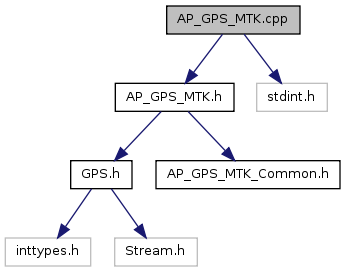 AP_GPS_MTK.cpp
AP_GPS_MTK.h
stdint.h
GPS.h
AP_GPS_MTK_Common.h
inttypes.h
Stream.h